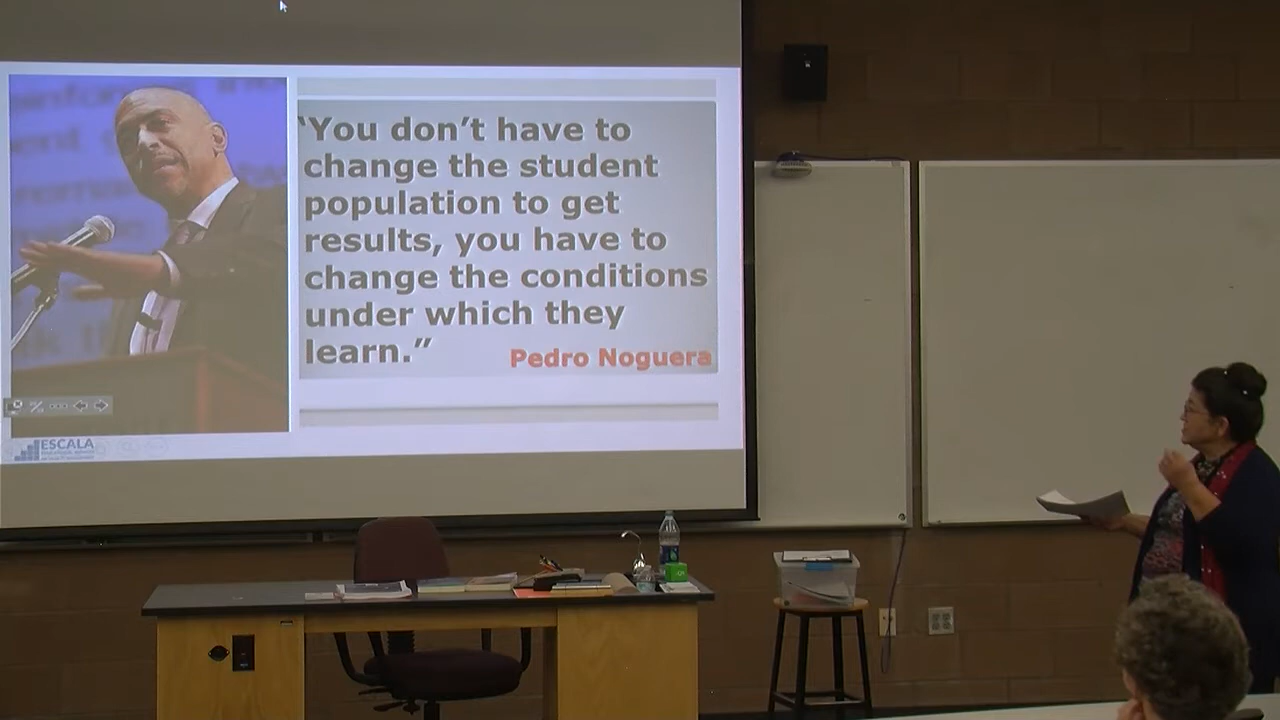 ‘You don’t have to
change the student
population to get
results, you have to
change the conditions
under which they
learn.”
Pedro Noguera
ESCALA